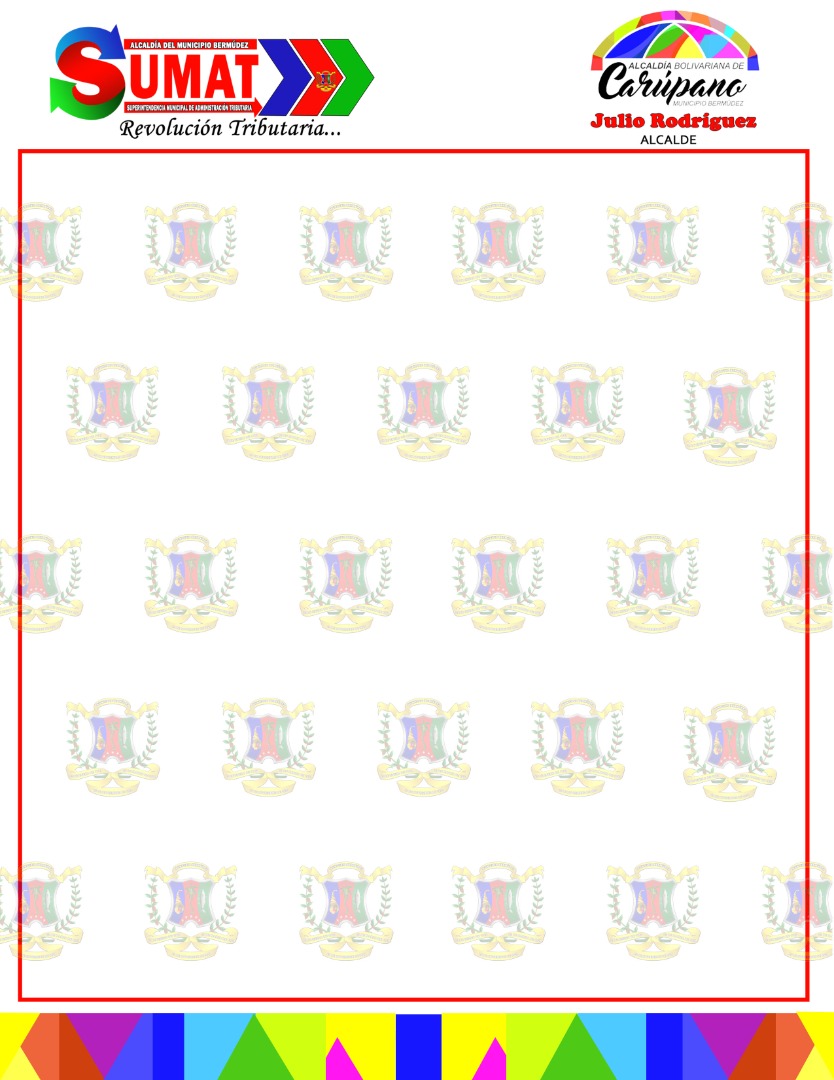 ALCALDÍA DEL MUNICIPIO BERMÚDEZ
SUMAT
SUPERINTENDENCIA MUNICIPAL DE ADMINISTRACIÓN TRIBUTARIA
Revolución Tributaria...
ALCALDÍA BOLIVARIANA DE
Carúpano
MUNICIPIO BERMÚDEZ
Julio Rodríguez
ALCALDE